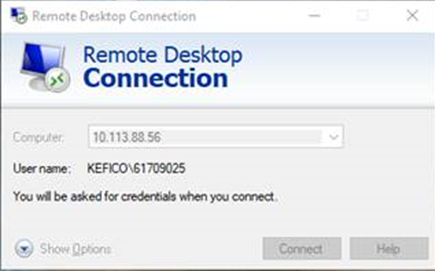 Remote Desktop Connection
Remote Desktop
Connection
Computer: 10.113.88.56
User name: KEFICO\61709025
You will be asked for credentials when you connect.
Show Options Connect Help